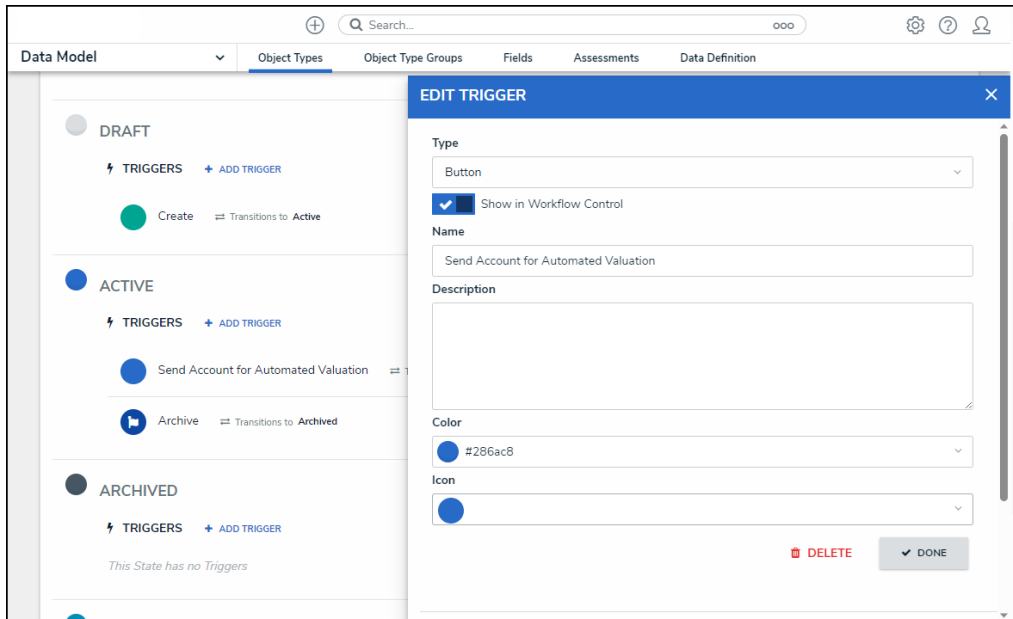 Search...
Data Model
Object Types
Object Type Groups
Fields
Assessments
Data Definition
DRAFT
TRIGGERS
+ ADD TRIGGER
Create
Transitions to Active
ACTIVE
TRIGGERS
+ ADD TRIGGER
Send Account for Automated Valuation
Archive
Transitions to Archived
ARCHIVED
TRIGGERS
+ ADD TRIGGER
This State has no Triggers
EDIT TRIGGER
Type
Button
Show in Workflow Control
Name
Send Account for Automated Valuation
Description
Color
#286ac8
Icon
DELETE
DONE